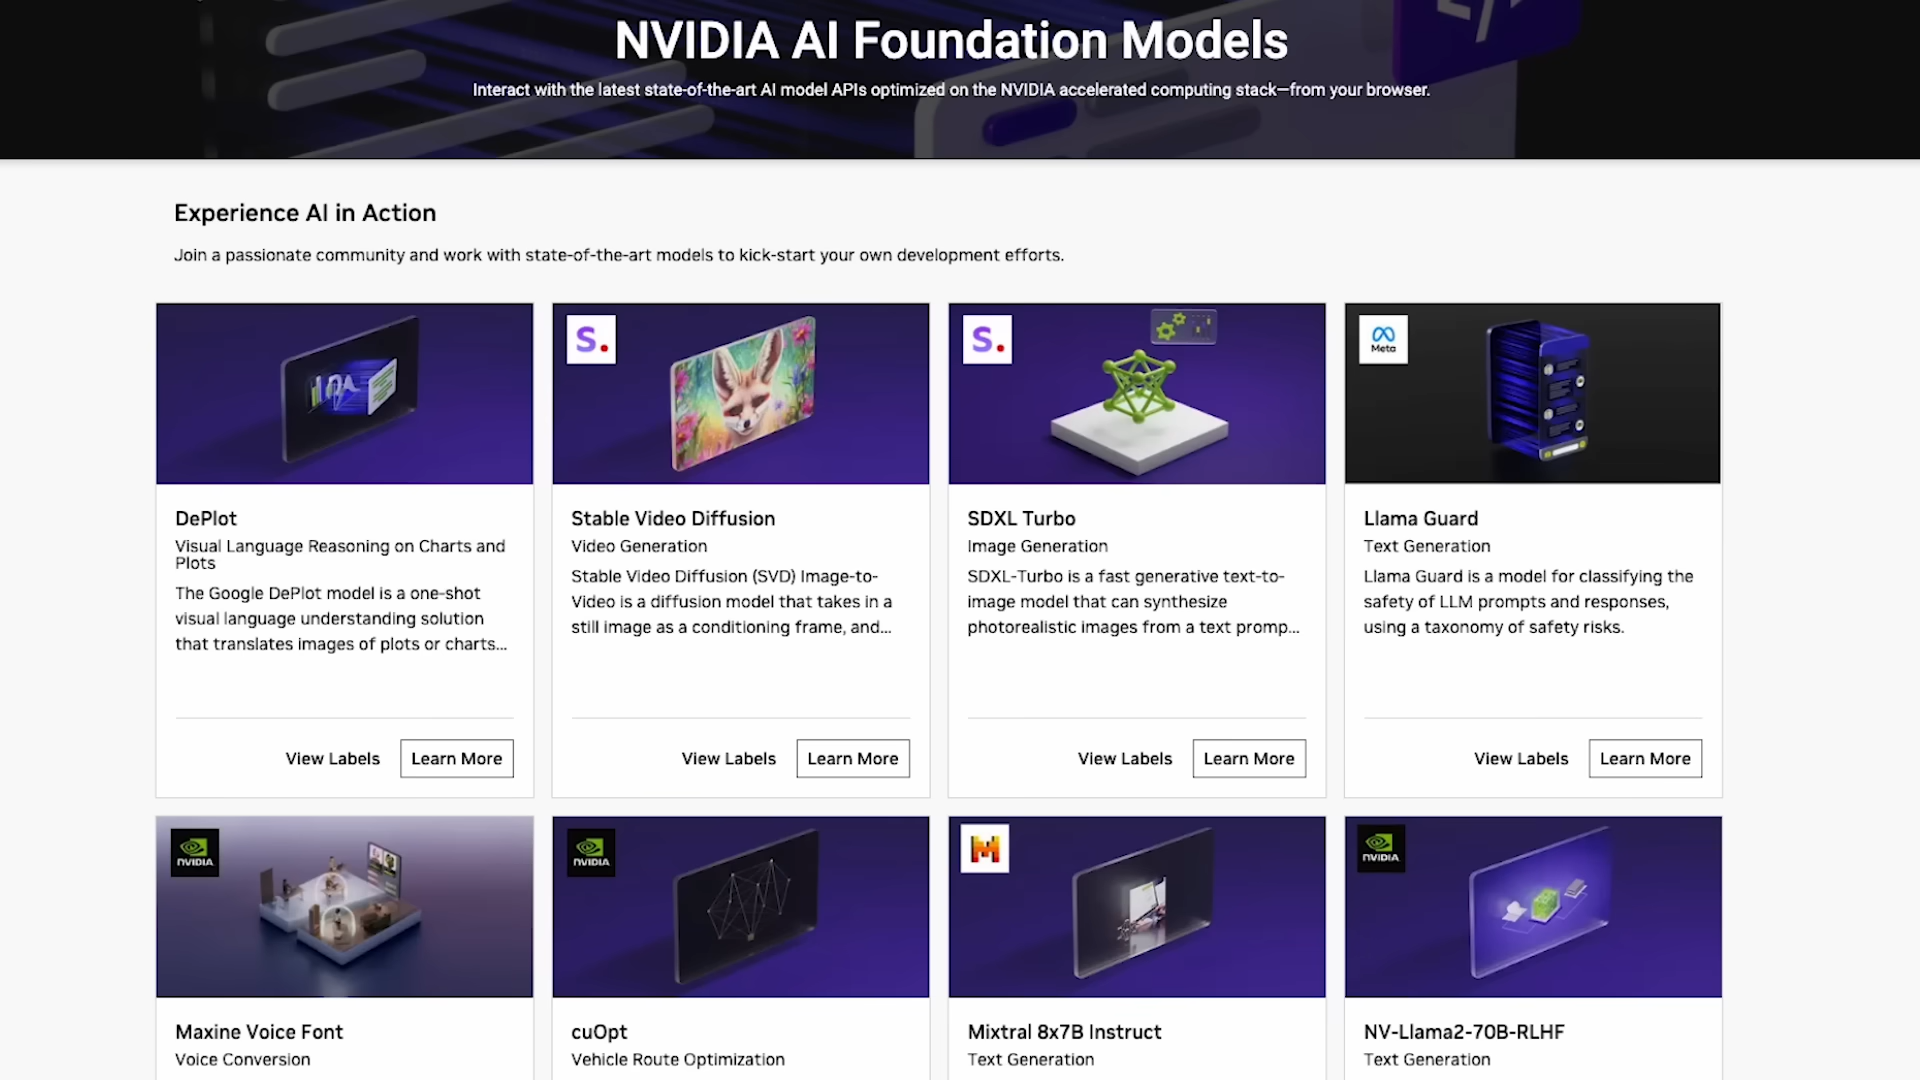 NVIDIA AI Foundation Models
Interact with the latest state-of-the-art AI model APIs optimized on the NVIDIA accelerated computing stack—from your browser.
Experience AI in Action
Join a passionate community and work with state-of-the-art models to kick-start your own development efforts.
S.
S.
Meta
DePlot
Visual Language Reasoning on Charts and
Plots
The Google DePlot model is a one-shot
visual language understanding solution
that translates images of plots or charts...
View Labels
Learn More
Stable Video Diffusion
Video Generation
Stable Video Diffusion (SVD) Image-to-
Video is a diffusion model that takes in a
still image as a conditioning frame, and...
View Labels
Learn More
SDXL Turbo
Image Generation
SDXL-Turbo is a fast generative text-to-
image model that can synthesize
photorealistic images from a text promp...
View Labels
Learn More
Llama Guard
Text Generation
Llama Guard is a model for classifying the
safety of LLM prompts and responses,
using a taxonomy of safety risks.
View Labels
Learn More
NVIDIA
Maxine Voice Font
Voice Conversion
NVIDIA
cuOpt
Vehicle Route Optimization
Mixtral 8x7B Instruct
Text Generation
NVIDIA
NV-Llama2-70B-RLHF
Text Generation